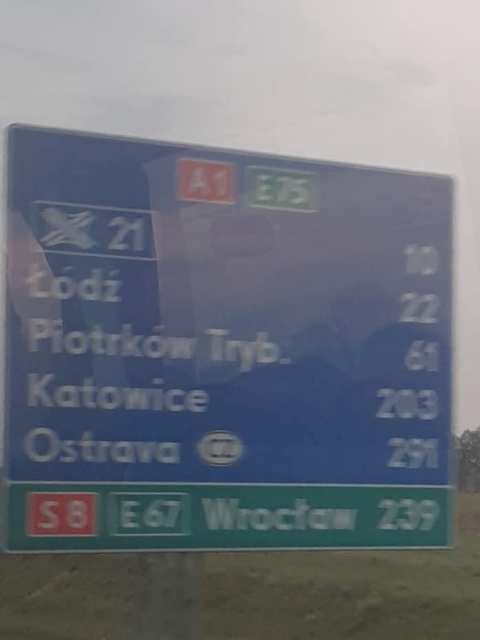 A1 E75
21 10
Łódź 22
Piotrków Tryb. 61
Katowice 203
Ostrava CZ 291
S8 E67 Wrocław 239